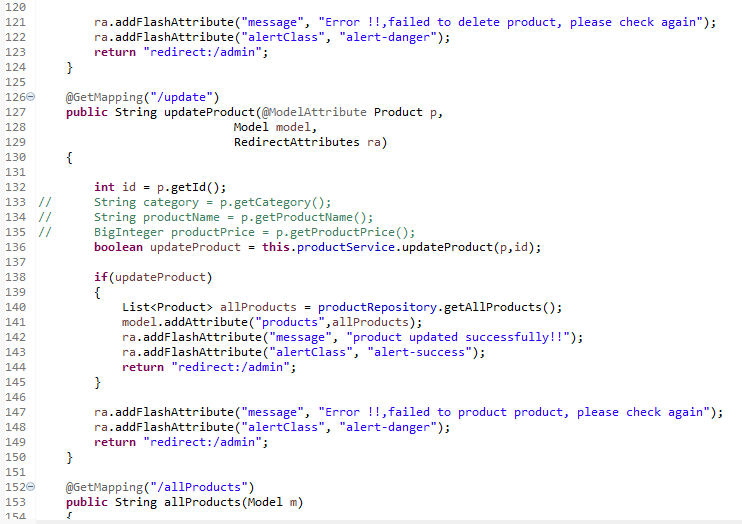 120
121 ra.addFlashAttribute("message", "Error !!,failed to delete product, please check again");
122 ra.addFlashAttribute("alertClass", "alert-danger");
123 return "redirect:/admin";
124 }
125
126 @GetMapping("/update")
127 public String updateProduct(@ModelAttribute Product p,
128 Model model,
129 RedirectAttributes ra)
130 {
131
132 int id = p.getId();
133 // String category = p.getCategory();
134 // String productName = p.getProductName();
135 // BigInteger productPrice = p.getProductPrice();
136 boolean updateProduct = this.productService.updateProduct(p,id);
137
138 if(updateProduct)
139 {
140 List<Product> allProducts = productRepository.getAllProducts();
141 model.addAttribute("products",allProducts);
142 ra.addFlashAttribute("message", "product updated successfully!!");
143 ra.addFlashAttribute("alertClass", "alert-success");
144 return "redirect:/admin";
145 }
146
147 ra.addFlashAttribute("message", "Error !!,failed to product product, please check again");
148 ra.addFlashAttribute("alertClass", "alert-danger");
149 return "redirect:/admin";
150 }
151
152 @GetMapping("/allProducts")
153 public String allProducts(Model m)
154 {